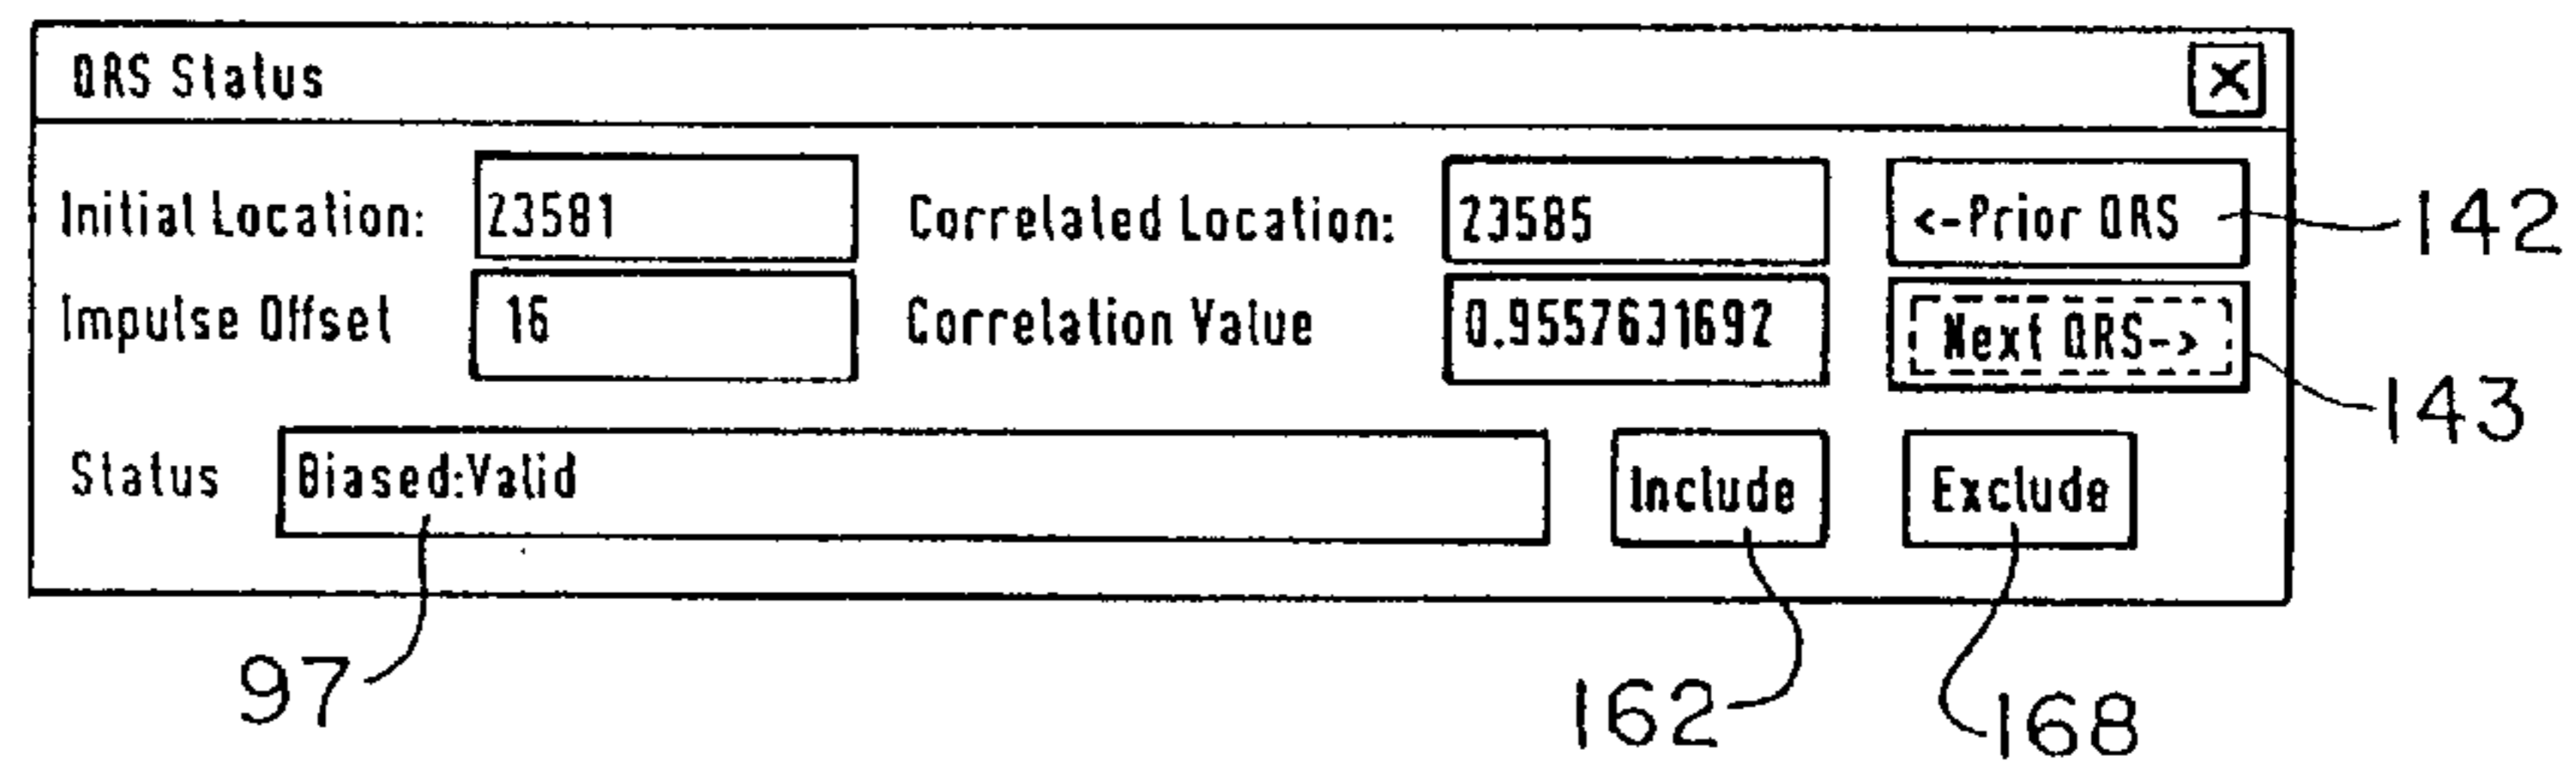 QRS Status X
Initial Location: 23581 Correlated Location: 23585 <-Prior QRS 142
Impulse Offset 16 Correlation Value 0.9557631692 Next QRS-> 143
Status Biased:Valid Include Exclude
97 162 168